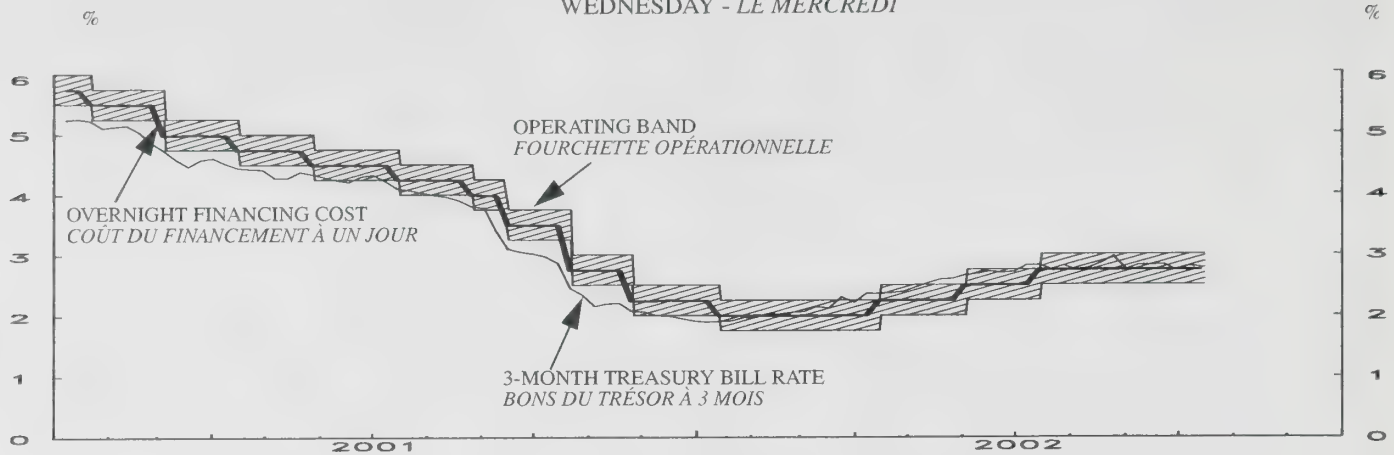 WEDNESDAY - LE MERCREDI
%
%
6
6
5
5
OPERATING BAND
FOURCHETTE OPÉRATIONNELLE
4
4
OVERNIGHT FINANCING COST
COÛT DU FINANCEMENT À UN JOUR
3
3
2
2
3-MONTH TREASURY BILL RATE
BONS DU TRÉSOR À 3 MOIS
1
1
0
0
2001
2002